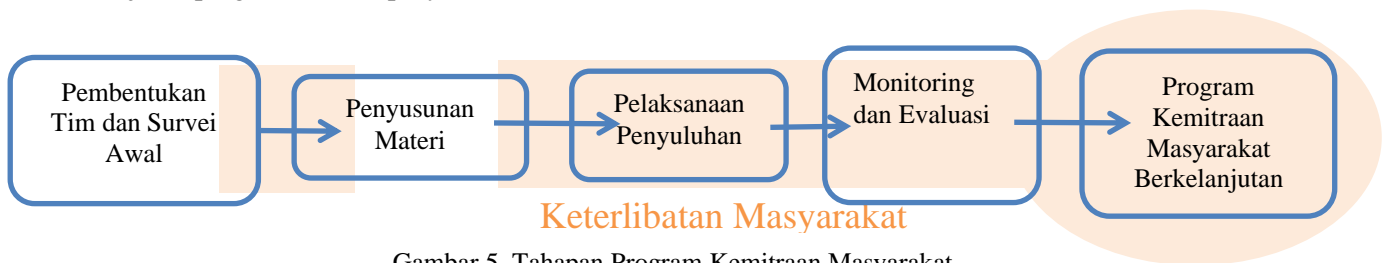 Pembentukan
Tim dan Survei
Awal
Penyusunan
Materi
Pelaksanaan
Penyuluhan
Monitoring
dan Evaluasi
Program
Kemitraan
Masyarakat
Berkelanjutan
Keterlibatan Masyarakat
Gambar 5. Tahapan Program Kemitraan Masyarakat